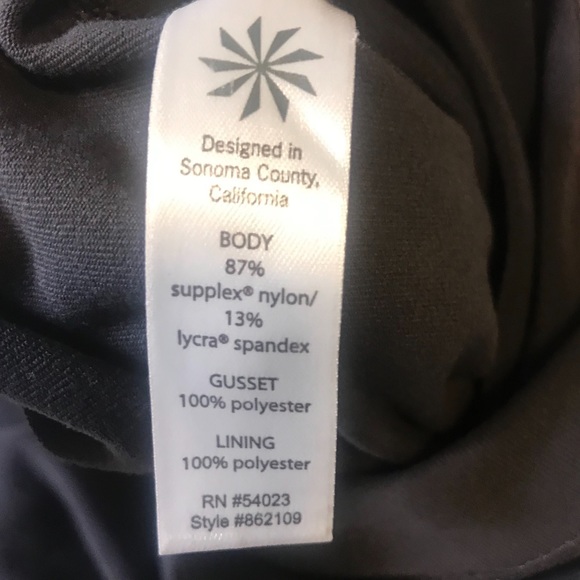 Designed in
Sonoma County,
California
BODY
87%
supplex® nylon/
13%
lycra® spandex
GUSSET
100% polyester
LINING
100% polyester
RN #54023
Style #862109